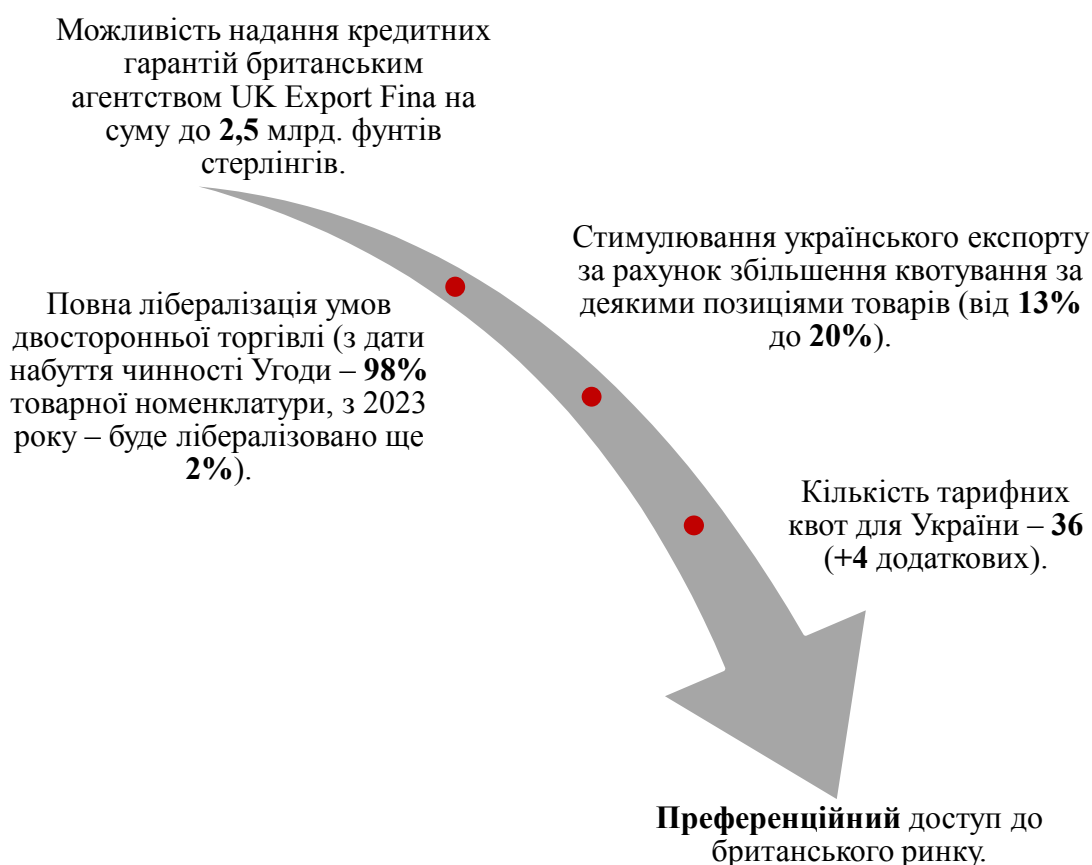 Можливість надання кредитних
гарантій британським
агентством UK Export Fina на
суму до 2,5 млрд. фунтів
стерлінгів.
Стимулювання українського експорту
за рахунок збільшення квотування за
деякими позиціями товарів (від 13%
до 20%).
Повна лібералізація умов
двосторонньої торгівлі (з дати
набуття чинності Угоди – 98%
товарної номенклатури, з 2023
року – буде лібералізовано ще
2%).
Кількість тарифних
квот для України – 36
(+4 додаткових).
Преференційний доступ до
британського ринку.